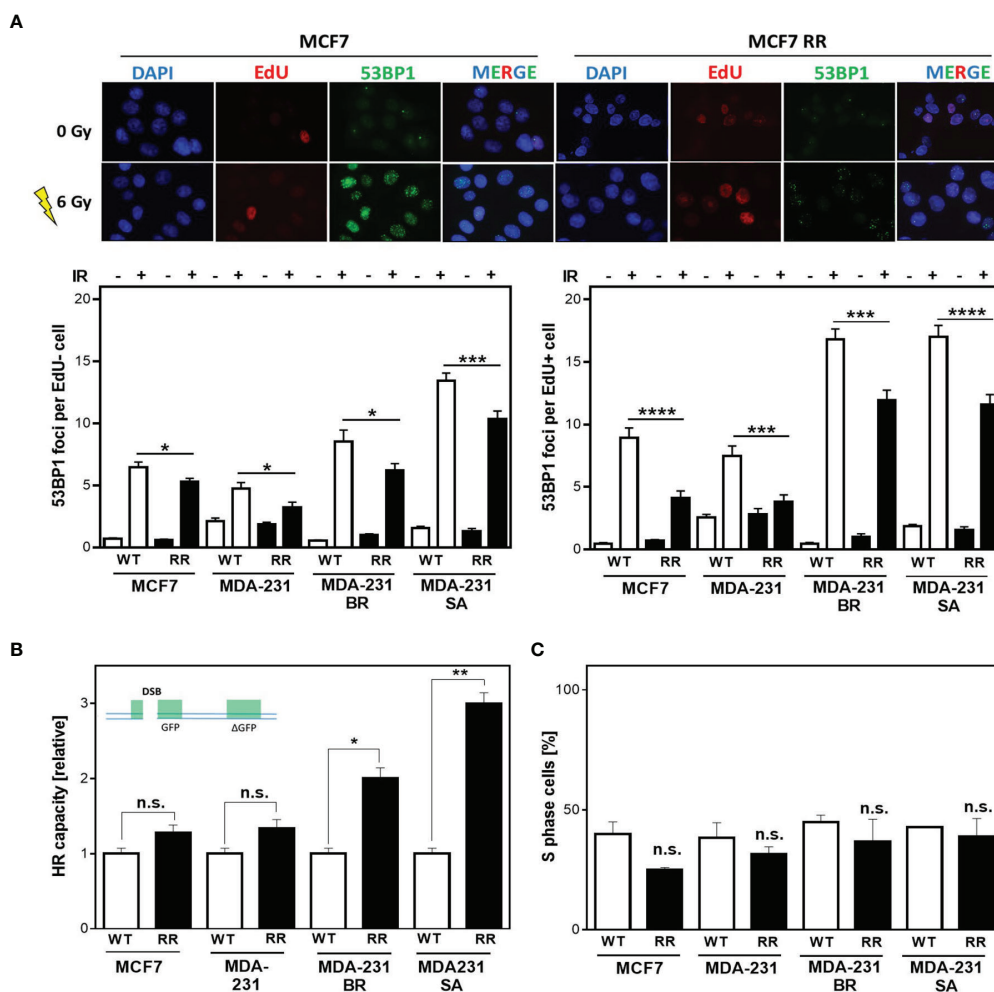 A
MCF7 MCF7 RR
DAPI EdU 53BP1 MERGE DAPI EdU 53BP1 MERGE
0 Gy
6 Gy
IR - + - + - + - + - + - + - + - +
IR - + - + - + - + - + - + - + - +
53BP1 foci per EdU- cell
20
15
10
5
0
* * * ***
WT RR WT RR WT RR WT RR
MCF7 MDA-231 MDA-231 BR MDA-231 SA
53BP1 foci per EdU+ cell
20
15
10
5
0
**** *** *** ****
WT RR WT RR WT RR WT RR
MCF7 MDA-231 MDA-231 BR MDA-231 SA
B
HR capacity [relative]
3
2
1
0
DSB
GFP ΔGFP
n.s. n.s. * **
WT RR WT RR WT RR WT RR
MCF7 MDA-231 MDA-231 BR MDA231 SA
C
S phase cells [%]
100
50
0
n.s. n.s. n.s. n.s.
WT RR WT RR WT RR WT RR
MCF7 MDA-231 MDA-231 BR MDA-231 SA